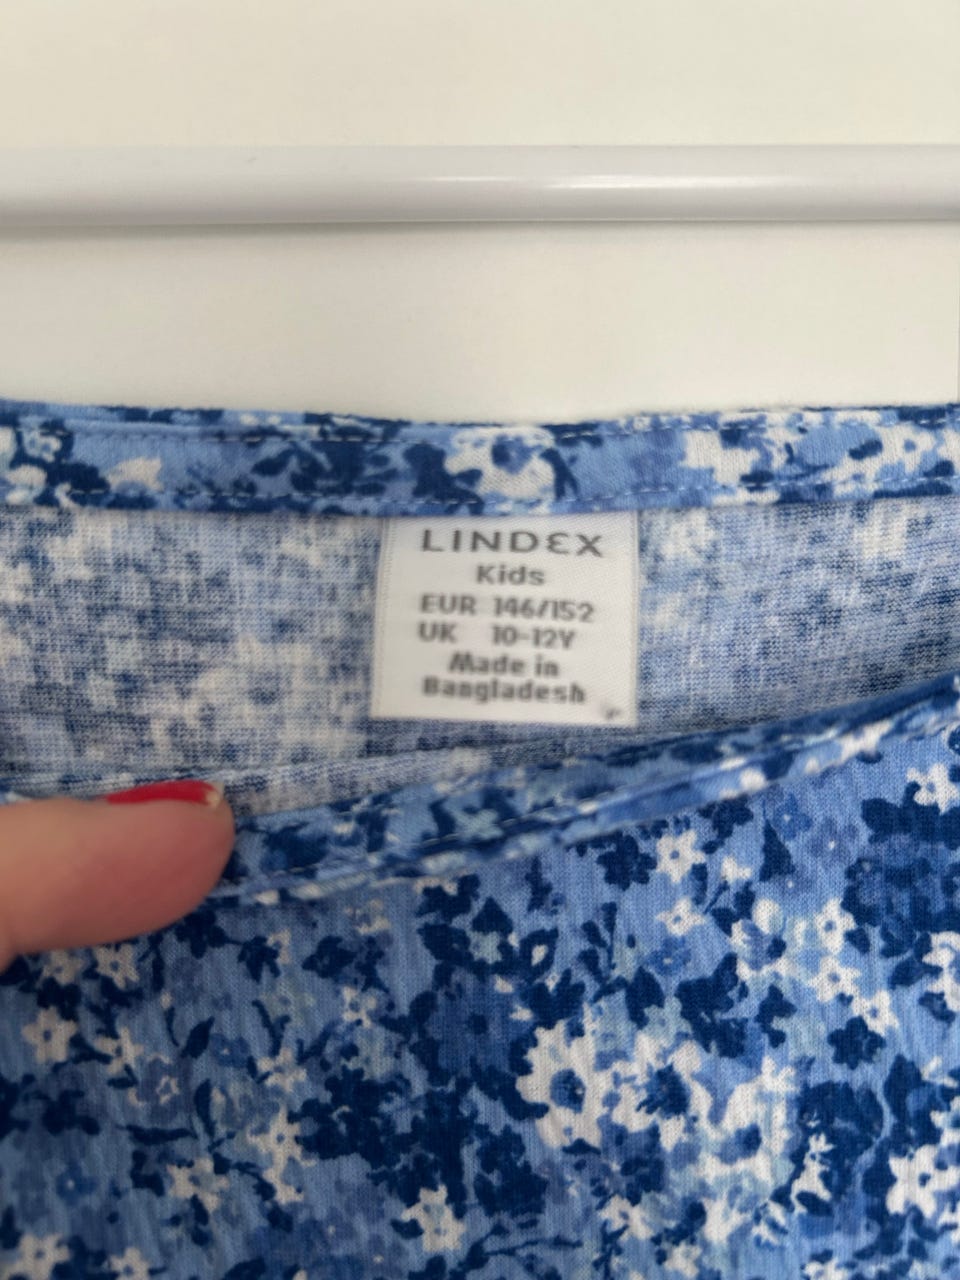 LINDEX
Kids
EUR 146/152
UK 10-12Y
Made in
Bangladesh